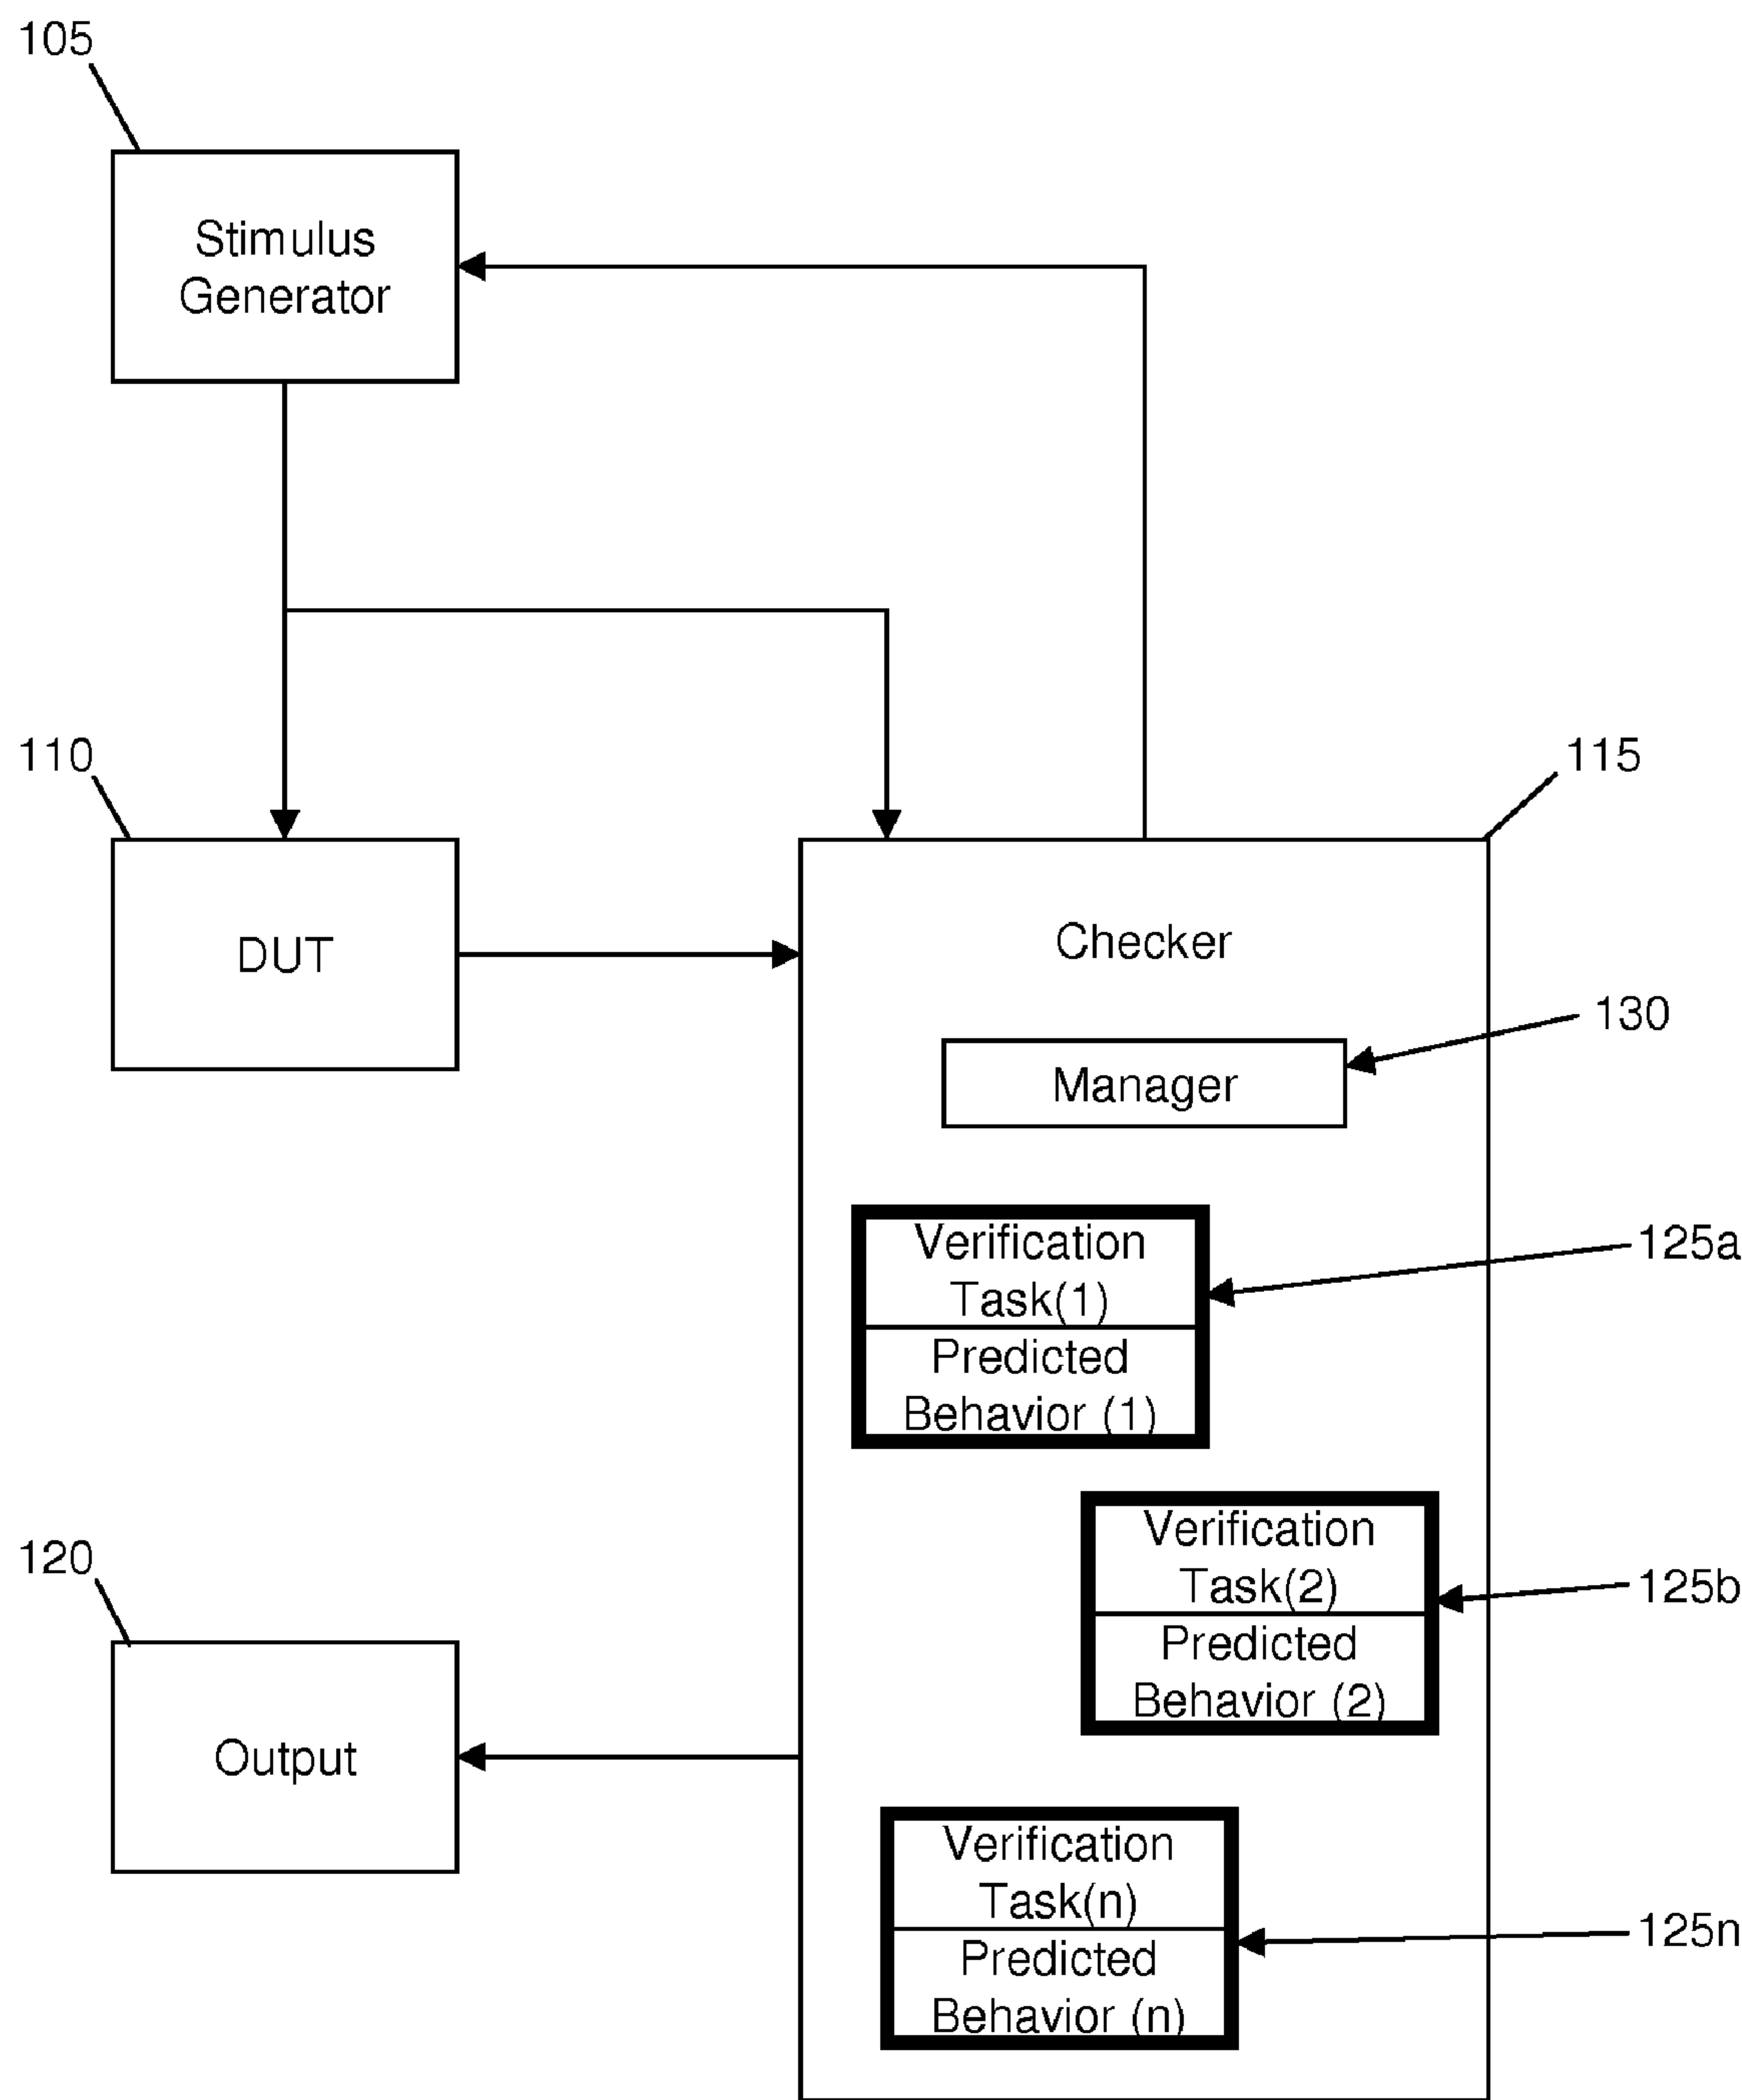 105
Stimulus
Generator
110
115
DUT
Checker
130
Manager
Verification
Task(1)
Predicted
Behavior (1)
125a
Verification
Task(2)
Predicted
Behavior (2)
125b
120
Output
Verification
Task(n)
Predicted
Behavior (n)
125n